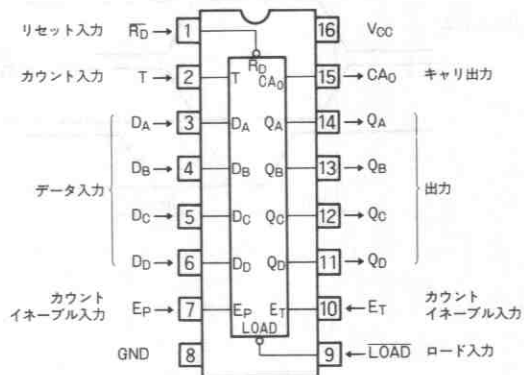 リセット入力 R̅D̅ 1 16 VCC
カウント入力 T 2 T RD CAO 15 CAO キャリ出力
DA 3 DA QA 14 QA
DB 4 DB QB 13 QB
データ入力 出力
DC 5 DC QC 12 QC
DD 6 DD QD 11 QD
カウント
イネーブル入力 EP 7 EP ET 10 ET カウント
イネーブル入力
LOAD
GND 8 9 L̅O̅A̅D̅ ロード入力